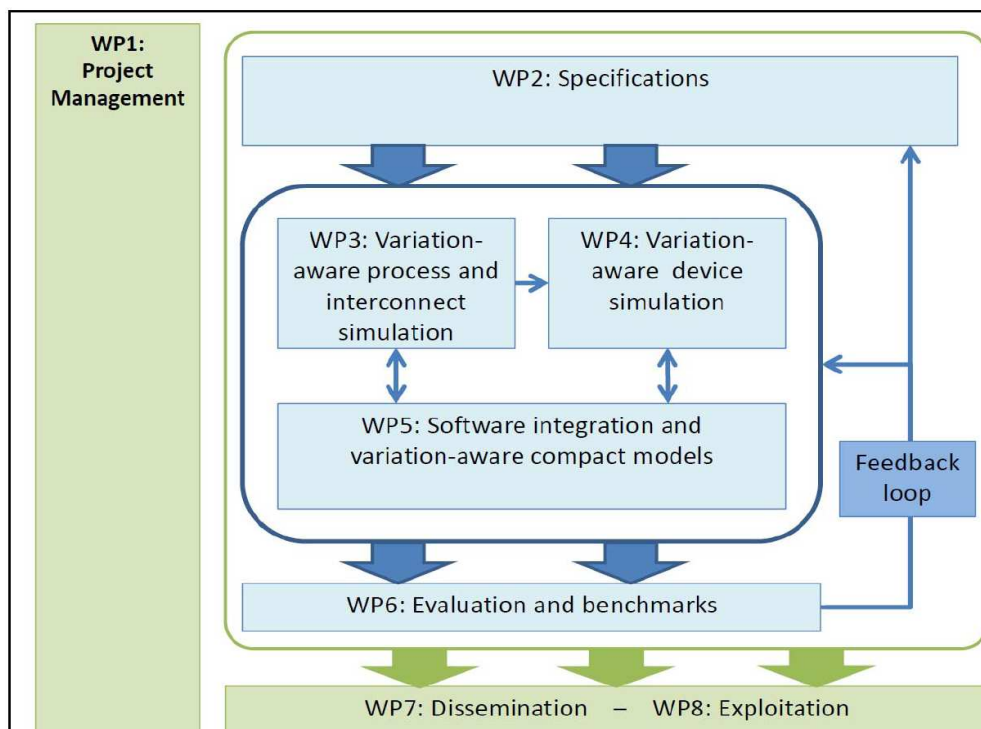 WP1:
Project
Management
WP2: Specifications
WP3: Variation-
aware process and
interconnect
simulation
WP4: Variation-
aware device
simulation
WP5: Software integration and
variation-aware compact models
Feedback
loop
WP6: Evaluation and benchmarks
WP7: Dissemination – WP8: Exploitation